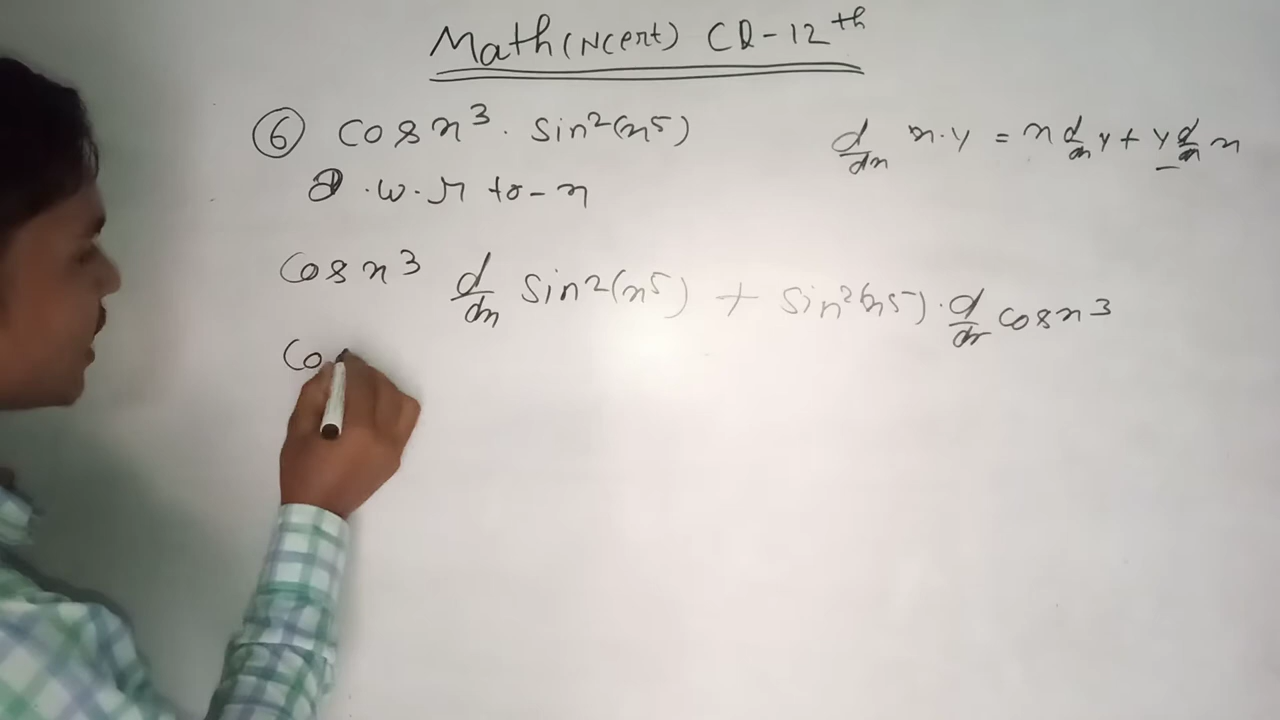 Math (Ncert) Cl-12th
⑥ Cos x³. Sin²(x⁵)
d/dx x.y = x d/dx y + y d/dx x
D.w.r to-x
Cos x³ d/dx Sin²(x⁵) + Sin²(x⁵). d/dx Cos x³
Co